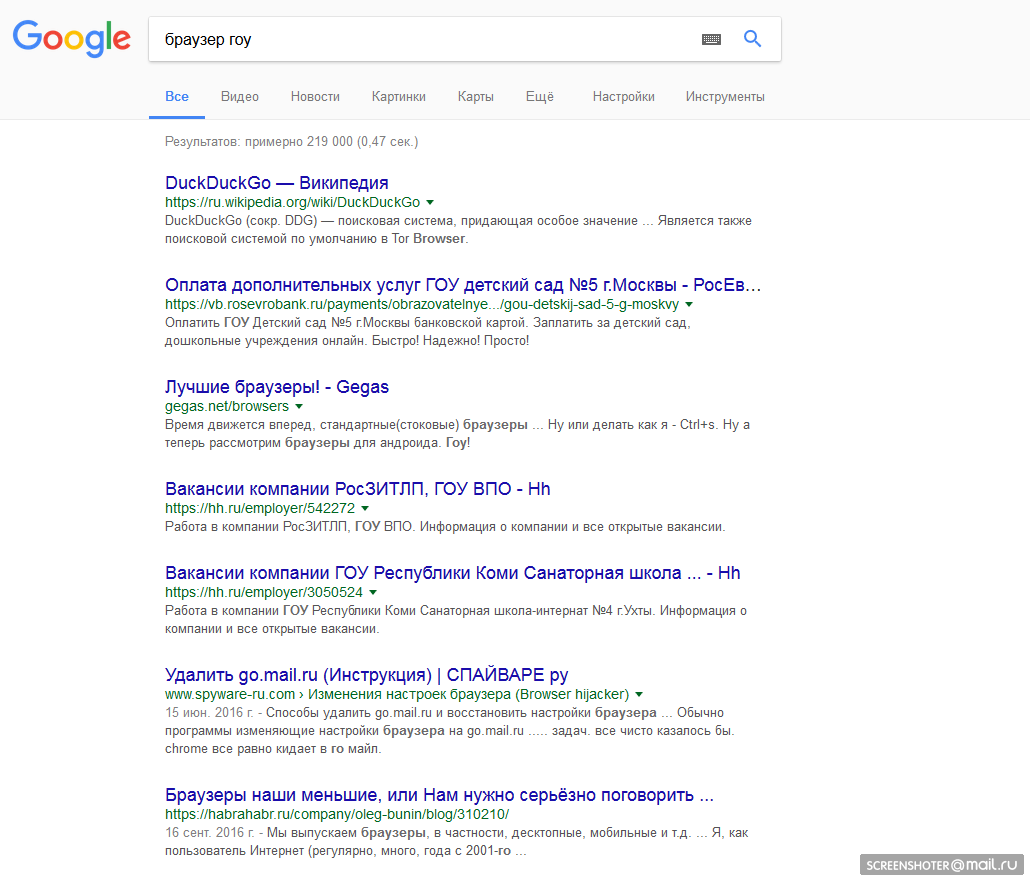 Google
браузер гоу
Все Видео Новости Картинки Карты Ещё Настройки Инструменты
Результатов: примерно 219 000 (0,47 сек.)
DuckDuckGo — Википедия
https://ru.wikipedia.org/wiki/DuckDuckGo
DuckDuckGo (сокр. DDG) — поисковая система, придающая особое значение ... Является также
поисковой системой по умолчанию в Tor Browser.
Оплата дополнительных услуг ГОУ детский сад №5 г.Москвы - РосЕв...
https://vb.rosevrobank.ru/payments/obrazovatelnye.../gou-detskij-sad-5-g-moskvy
Оплатить ГОУ Детский сад №5 г.Москвы банковской картой. Заплатить за детский сад,
дошкольные учреждения онлайн. Быстро! Надежно! Просто!
Лучшие браузеры! - Gegas
gegas.net/browsers
Время движется вперед, стандартные(стоковые) браузеры ... Ну или делать как я - Ctrl+s. Ну а
теперь рассмотрим браузеры для андроида. Гоу!
Вакансии компании РосЗИТЛП, ГОУ ВПО - Hh
https://hh.ru/employer/542272
Работа в компании РосЗИТЛП, ГОУ ВПО. Информация о компании и все открытые вакансии.
Вакансии компании ГОУ Республики Коми Санаторная школа ... - Hh
https://hh.ru/employer/3050524
Работа в компании ГОУ Республики Коми Санаторная школа-интернат №4 г.Ухты. Информация о
компании и все открытые вакансии.
Удалить go.mail.ru (Инструкция) | СПАЙВАРЕ ру
www.spyware-ru.com › Изменения настроек браузера (Browser hijacker)
15 июн. 2016 г. - Способы удалить go.mail.ru и восстановить настройки браузера ... Обычно
программы изменяющие настройки браузера на go.mail.ru ..... задач. все чисто казалось бы.
chrome все равно кидает в го майл.
Браузеры наши меньшие, или Нам нужно серьёзно поговорить ...
https://habrahabr.ru/company/oleg-bunin/blog/310210/
16 сент. 2016 г. - Мы выпускаем браузеры, в частности, десктопные, мобильные и т.д. ... Я, как
пользователь Интернет (регулярно, много, года с 2001-го ...
SCREENSHOTER@mail.ru